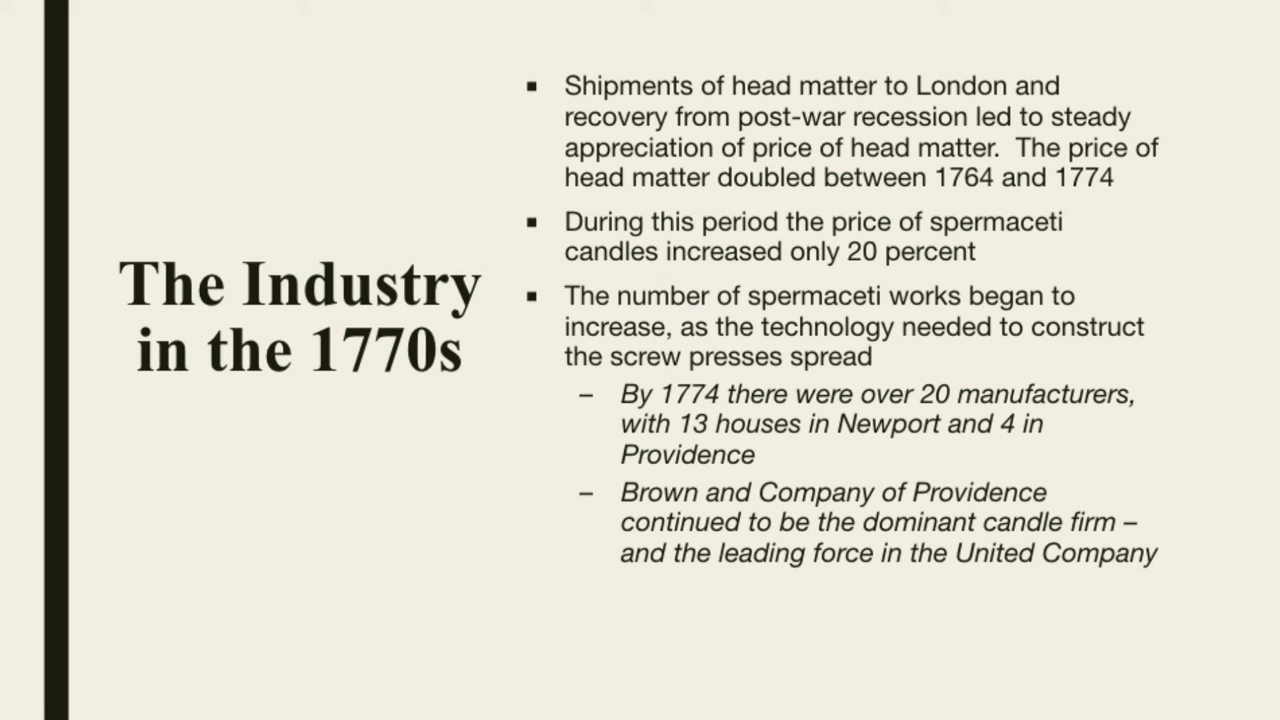 The Industry
in the 1770s
▪ Shipments of head matter to London and
recovery from post-war recession led to steady
appreciation of price of head matter.  The price of
head matter doubled between 1764 and 1774
▪ During this period the price of spermaceti
candles increased only 20 percent
▪ The number of spermaceti works began to
increase, as the technology needed to construct
the screw presses spread
– By 1774 there were over 20 manufacturers,
with 13 houses in Newport and 4 in
Providence
– Brown and Company of Providence
continued to be the dominant candle firm –
and the leading force in the United Company